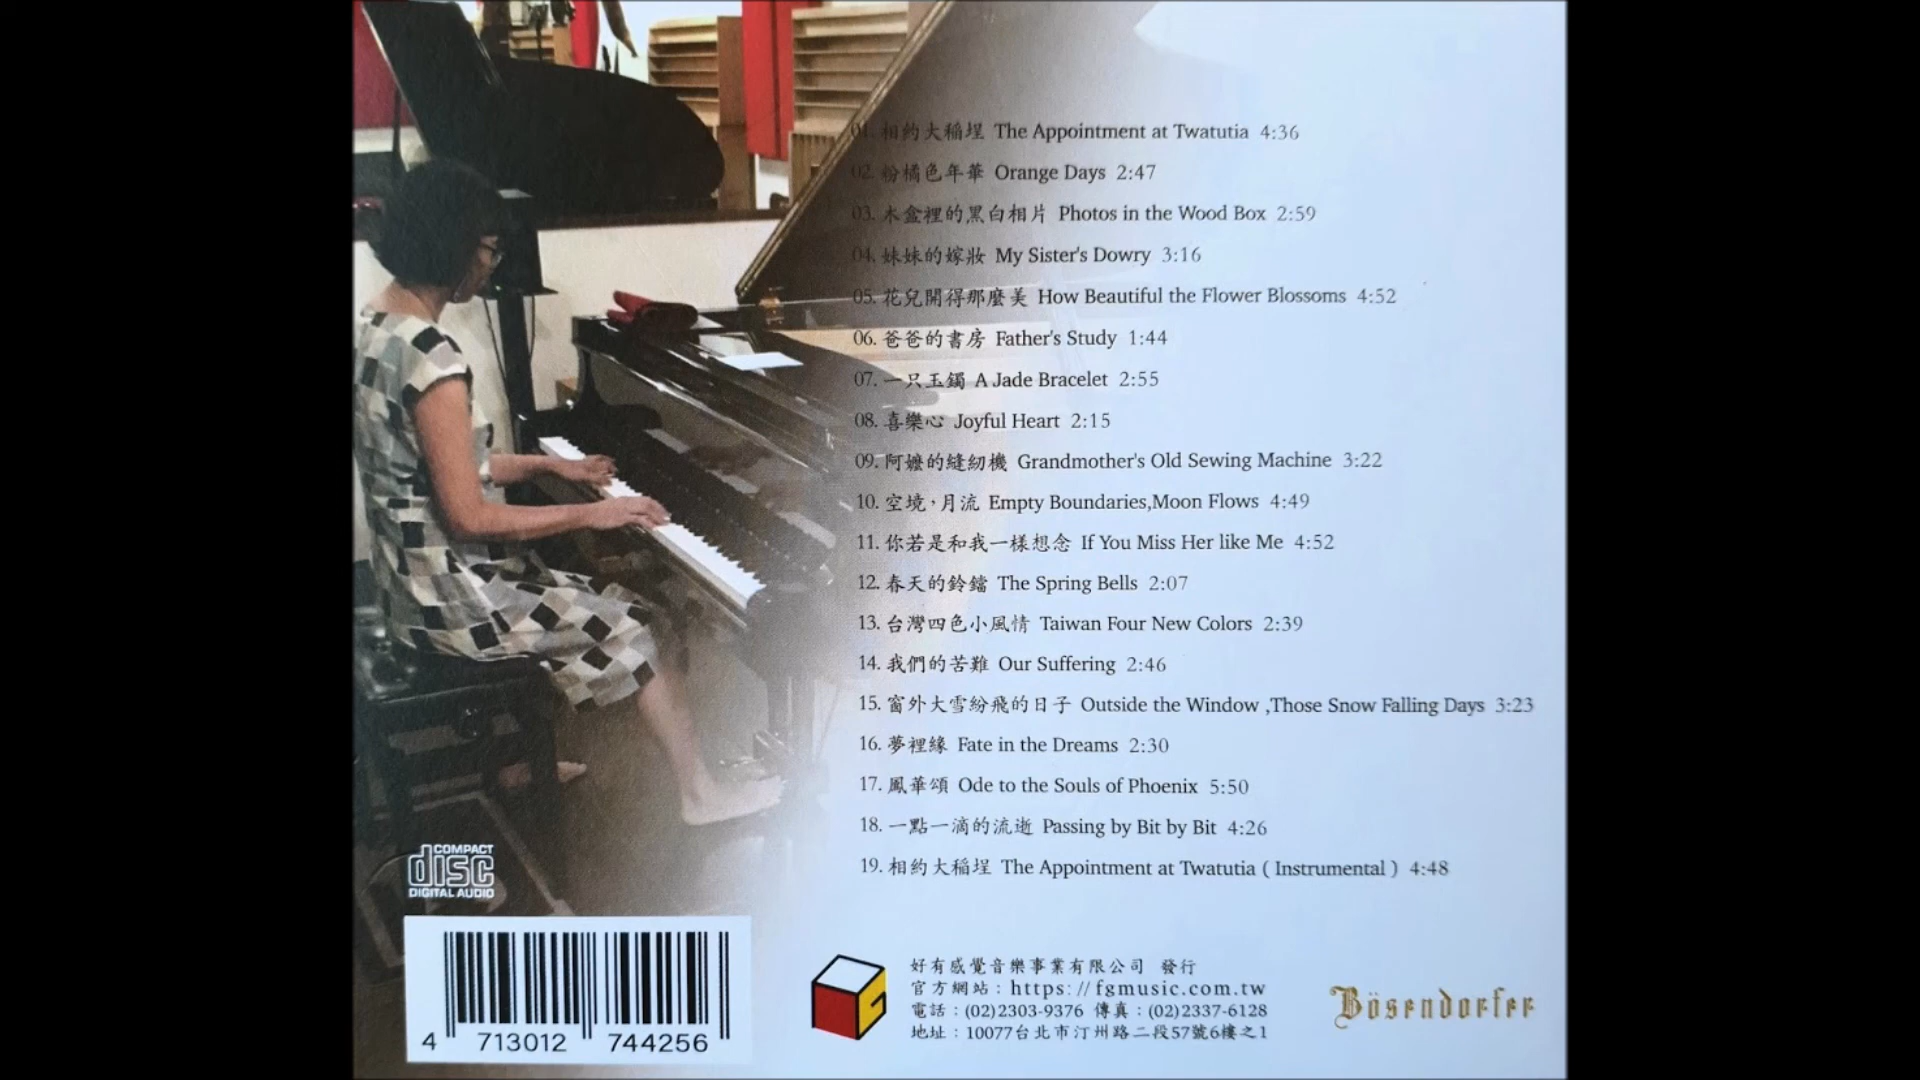 01. 相約大稻埕 The Appointment at Twatutia 4:36
02. 粉橘色年華 Orange Days 2:47
03. 木盒裡的黑白相片 Photos in the Wood Box 2:59
04. 妹妹的嫁妝 My Sister's Dowry 3:16
05. 花兒開得那麼美 How Beautiful the Flower Blossoms 4:52
06. 爸爸的書房 Father's Study 1:44
07. 一只玉鐲 A Jade Bracelet 2:55
08. 喜樂心 Joyful Heart 2:15
09. 阿嬤的縫紉機 Grandmother's Old Sewing Machine 3:22
10. 空境，月流 Empty Boundaries,Moon Flows 4:49
11. 你若是和我一樣想念 If You Miss Her like Me 4:52
12. 春天的鈴鐺 The Spring Bells 2:07
13. 台灣四色小風情 Taiwan Four New Colors 2:39
14. 我們的苦難 Our Suffering 2:46
15. 窗外大雪紛飛的日子 Outside the Window ,Those Snow Falling Days 3:23
16. 夢裡緣 Fate in the Dreams 2:30
17. 鳳華頌 Ode to the Souls of Phoenix 5:50
18. 一點一滴的流逝 Passing by Bit by Bit 4:26
19. 相約大稻埕 The Appointment at Twatutia ( Instrumental ) 4:48
COMPACT
disc
DIGITAL AUDIO
4 713012 744256
好有感覺音樂事業有限公司 發行
官方網站：https://fgmusic.com.tw
電話：(02)2303-9376 傳真：(02)2337-6128
地址：10077台北市汀州路二段57號6樓之1
Bösendorfer